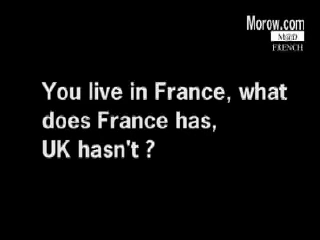 Morow.com
M@D
FRENCH
You live in France, what
does France has,
UK hasn't ?